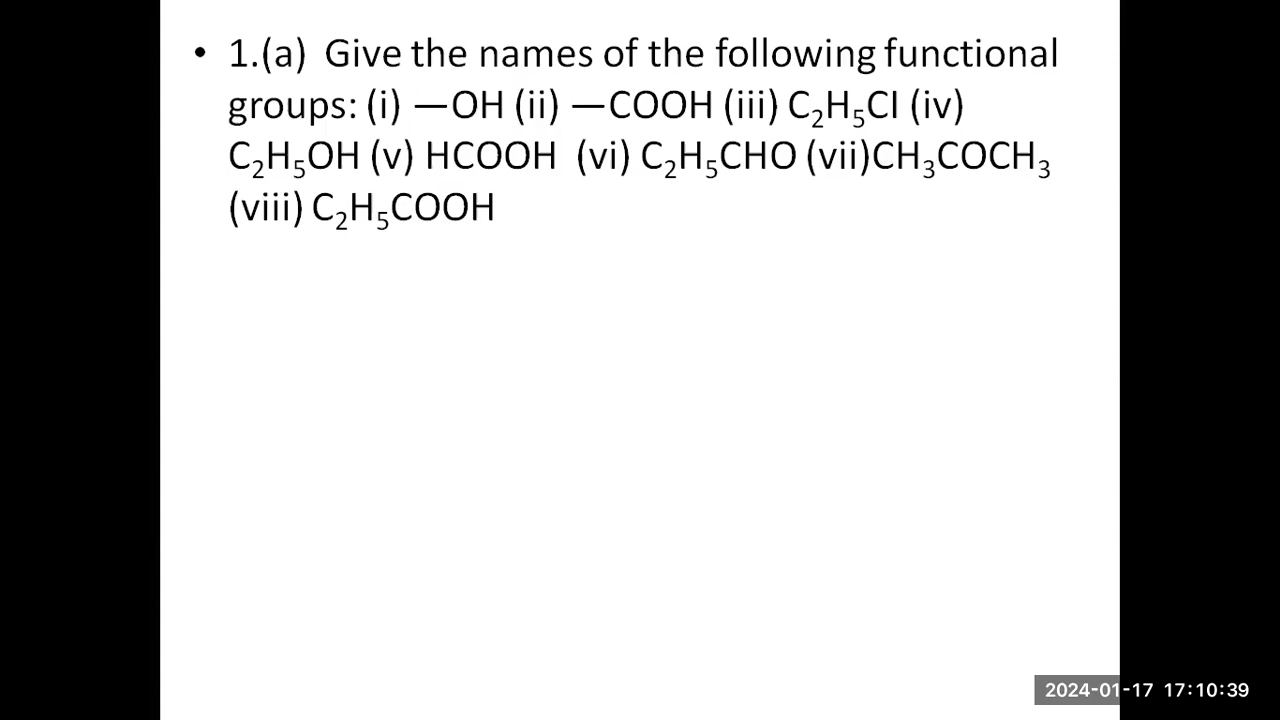 • 1.(a) Give the names of the following functional
groups: (i) —OH (ii) —COOH (iii) C₂H₅Cl (iv)
C₂H₅OH (v) HCOOH (vi) C₂H₅CHO (vii)CH₃COCH₃
(viii) C₂H₅COOH
2024-01-17 17:10:39